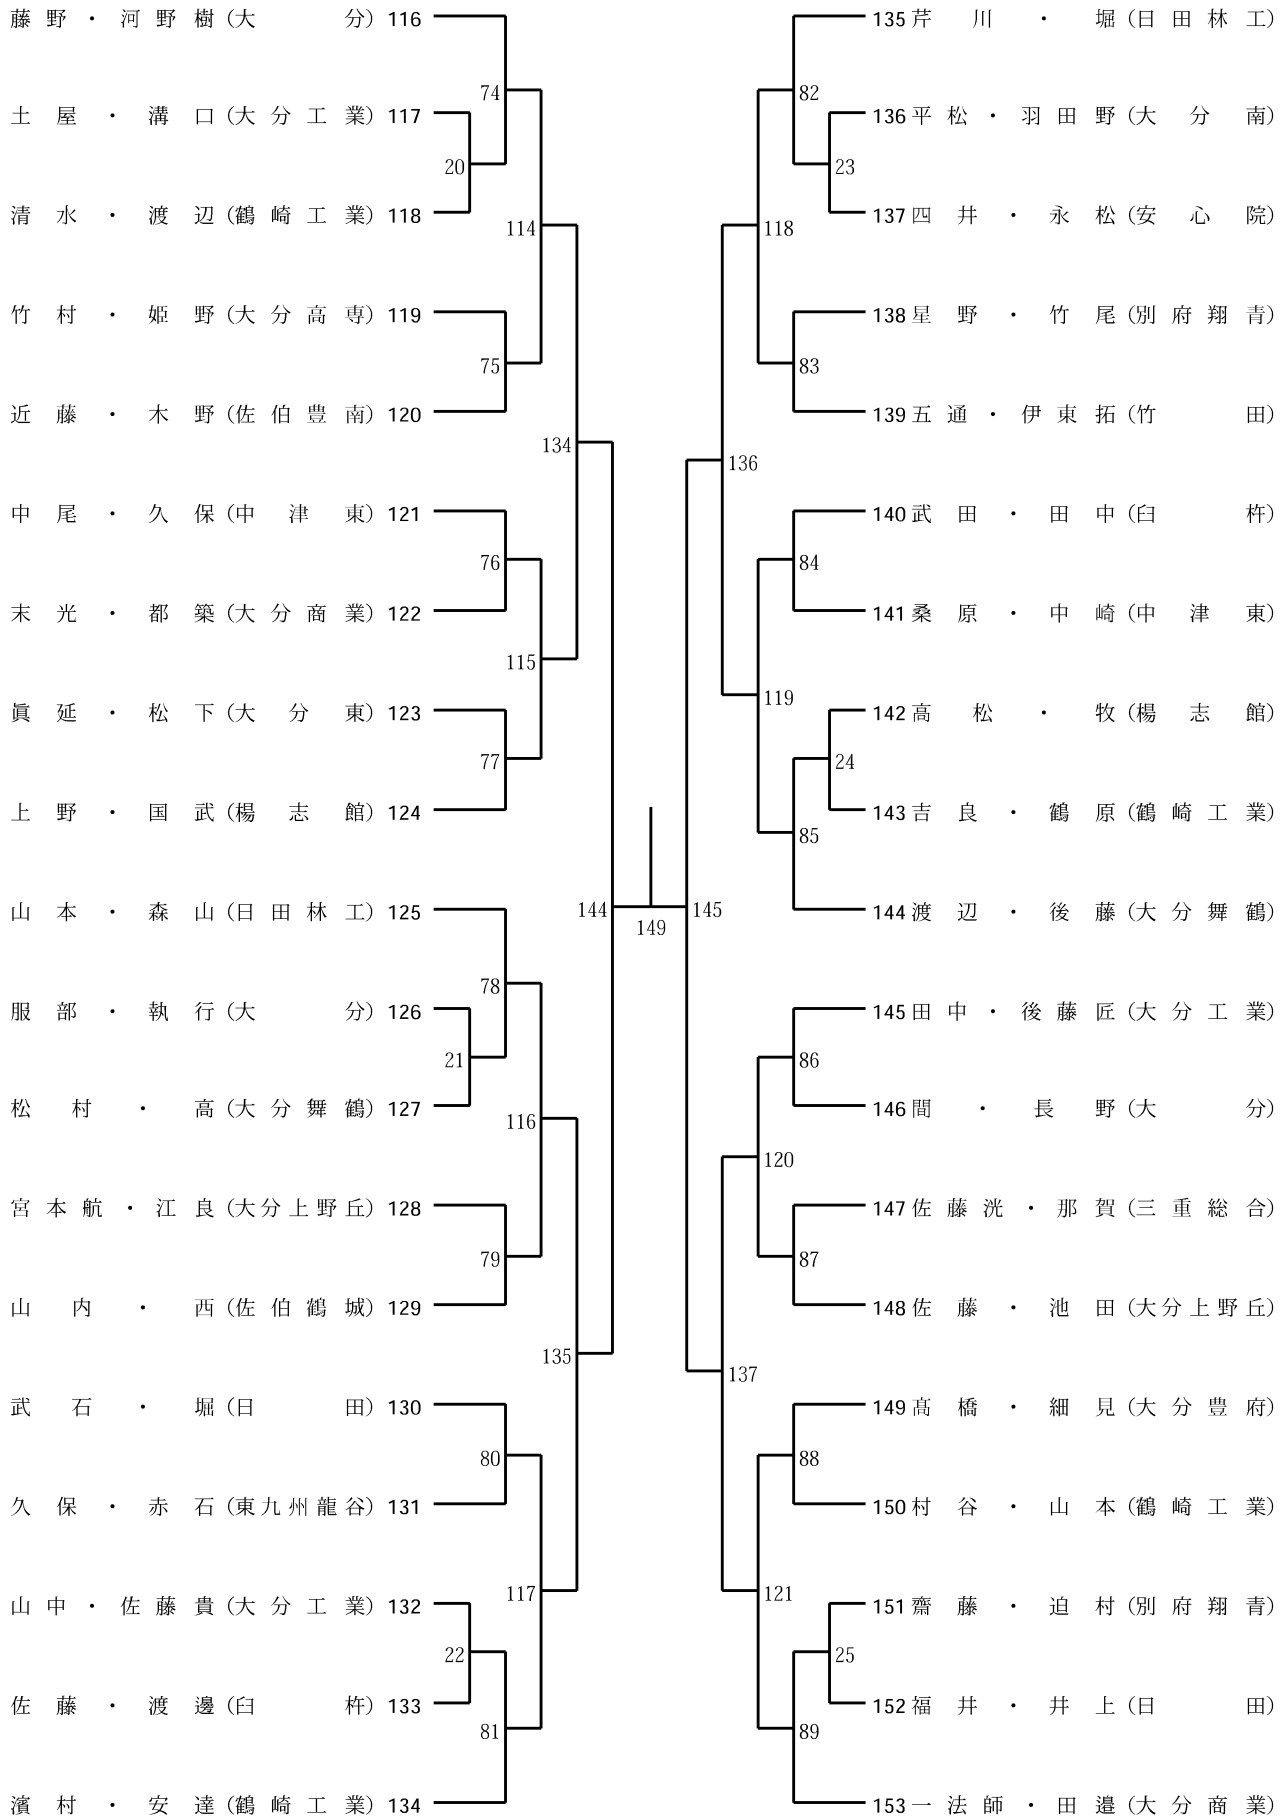 藤野・河野樹(大分) 116
74
土屋・溝口(大分工業) 117
20
清水・渡辺(鶴崎工業) 118
114
竹村・姫野(大分高専) 119
75
近藤・木野(佐伯豊南) 120
134
中尾・久保(中津東) 121
76
末光・都築(大分商業) 122
115
眞延・松下(大分東) 123
77
上野・国武(楊志館) 124
144
山本・森山(日田林工) 125
78
服部・執行(大分) 126
21
松村・高(大分舞鶴) 127
116
宮本航・江良(大分上野丘) 128
79
山内・西(佐伯鶴城) 129
135
武石・堀(日田) 130
80
久保・赤石(東九州龍谷) 131
117
山中・佐藤貴(大分工業) 132
22
佐藤・渡邊(臼杵) 133
81
濱村・安達(鶴崎工業) 134
149
135 芹川・堀(日田林工)
82
136 平松・羽田野(大分南)
23
137 四井・永松(安心院)
118
138 星野・竹尾(別府翔青)
83
139 五通・伊東拓(竹田)
136
140 武田・田中(臼杵)
84
141 桑原・中崎(中津東)
119
142 高松・牧(楊志館)
24
143 吉良・鶴原(鶴崎工業)
85
144 渡辺・後藤(大分舞鶴)
145
145 田中・後藤匠(大分工業)
86
146 間・長野(大分)
120
147 佐藤洸・那賀(三重総合)
87
148 佐藤・池田(大分上野丘)
137
149 髙橋・細見(大分豊府)
88
150 村谷・山本(鶴崎工業)
121
151 齋藤・迫村(別府翔青)
25
152 福井・井上(日田)
89
153 一法師・田邉(大分商業)